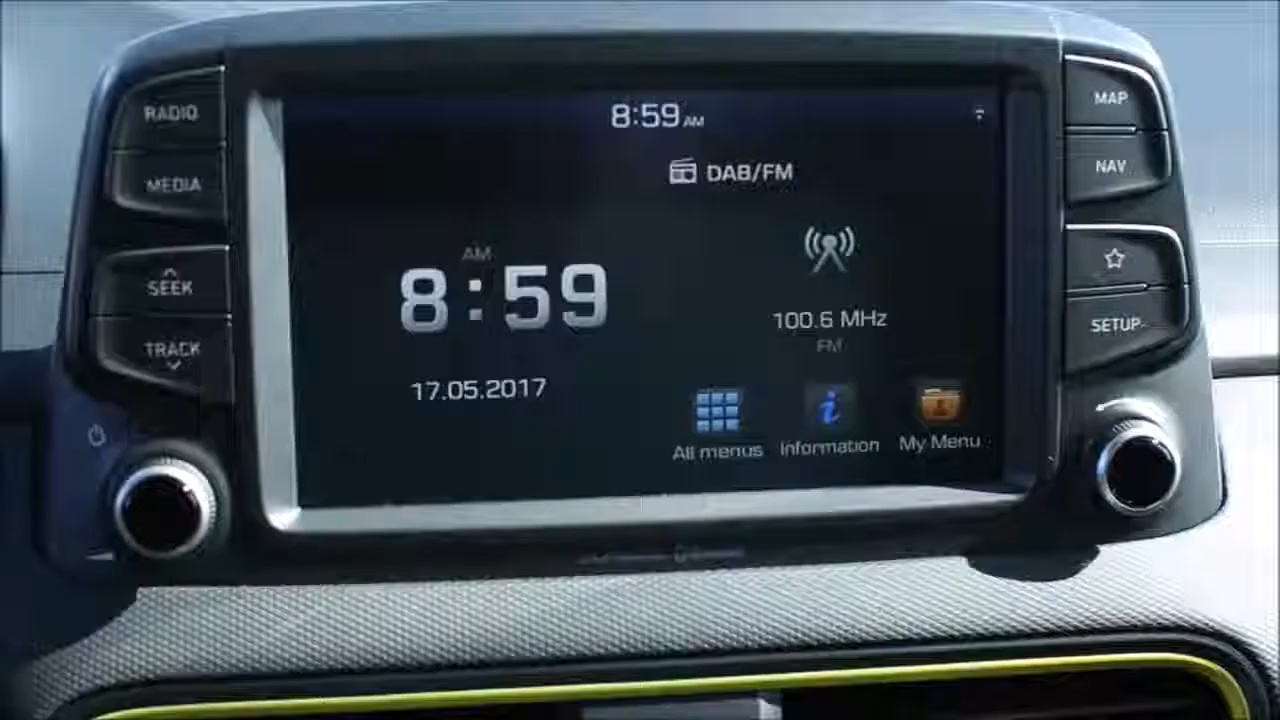 RADIO
MEDIA
SEEK
TRACK
8:59 AM
DAB/FM
AM
8:59
17.05.2017
100.6 MHz
FM
All menus
Information
My Menu
MAP
NAV
SETUP